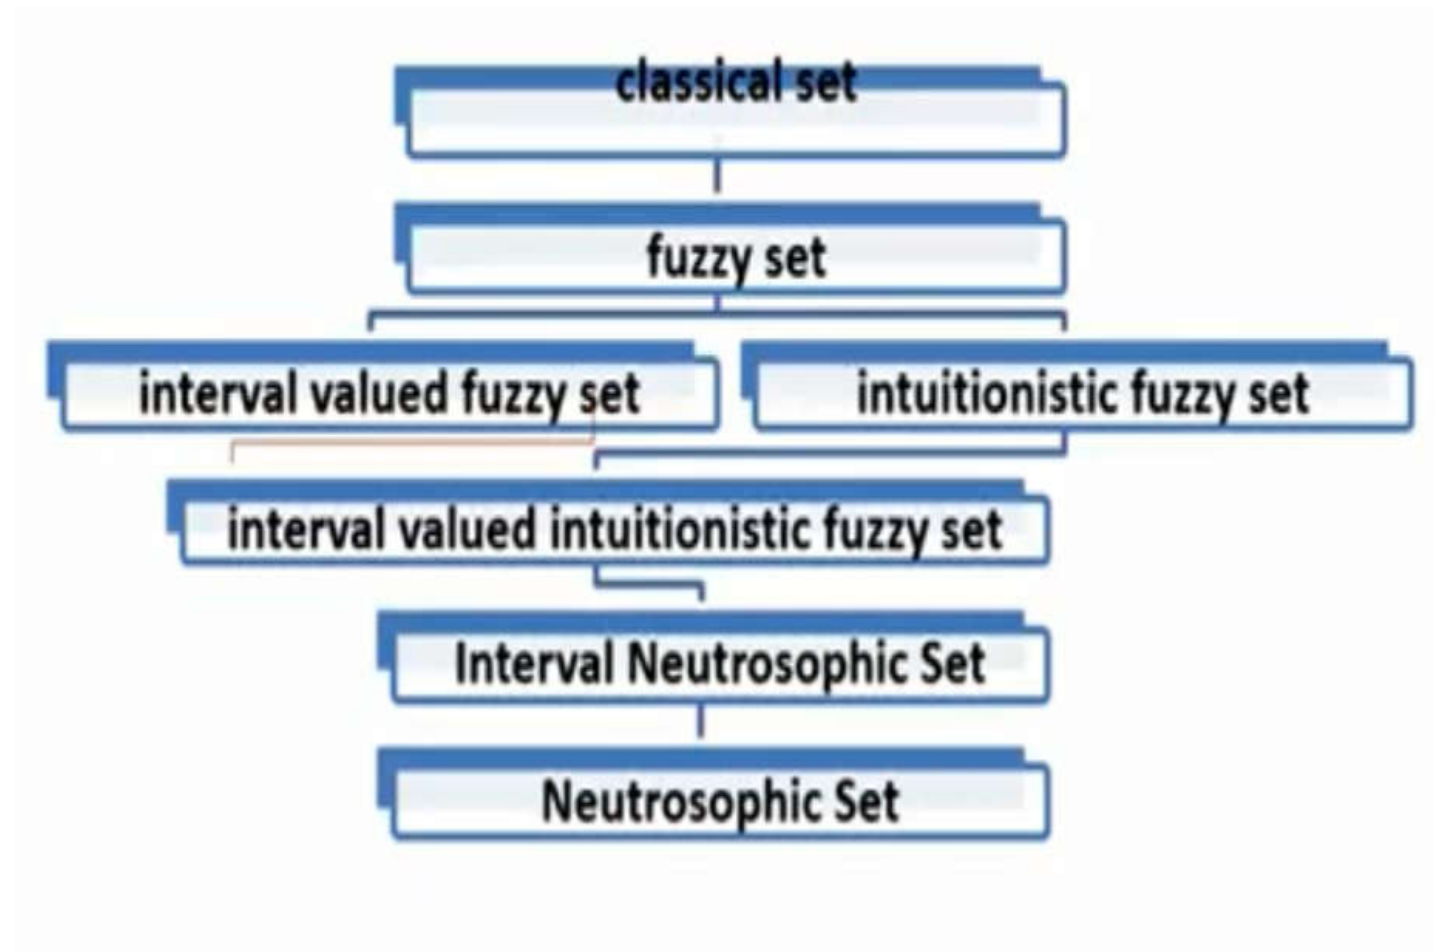 classical set
fuzzy set
interval valued fuzzy set
intuitionistic fuzzy set
interval valued intuitionistic fuzzy set
Interval Neutrosophic Set
Neutrosophic Set